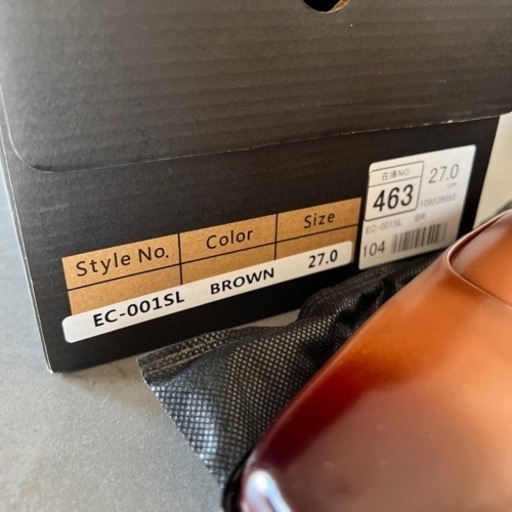 Style No. Color Size
EC-001SL BROWN 27.0
在庫NO.
463
27.0
cm
EC-001SL BR
104